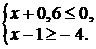 x + 0,6 ≤ 0,
x − 1 ≥ − 4.